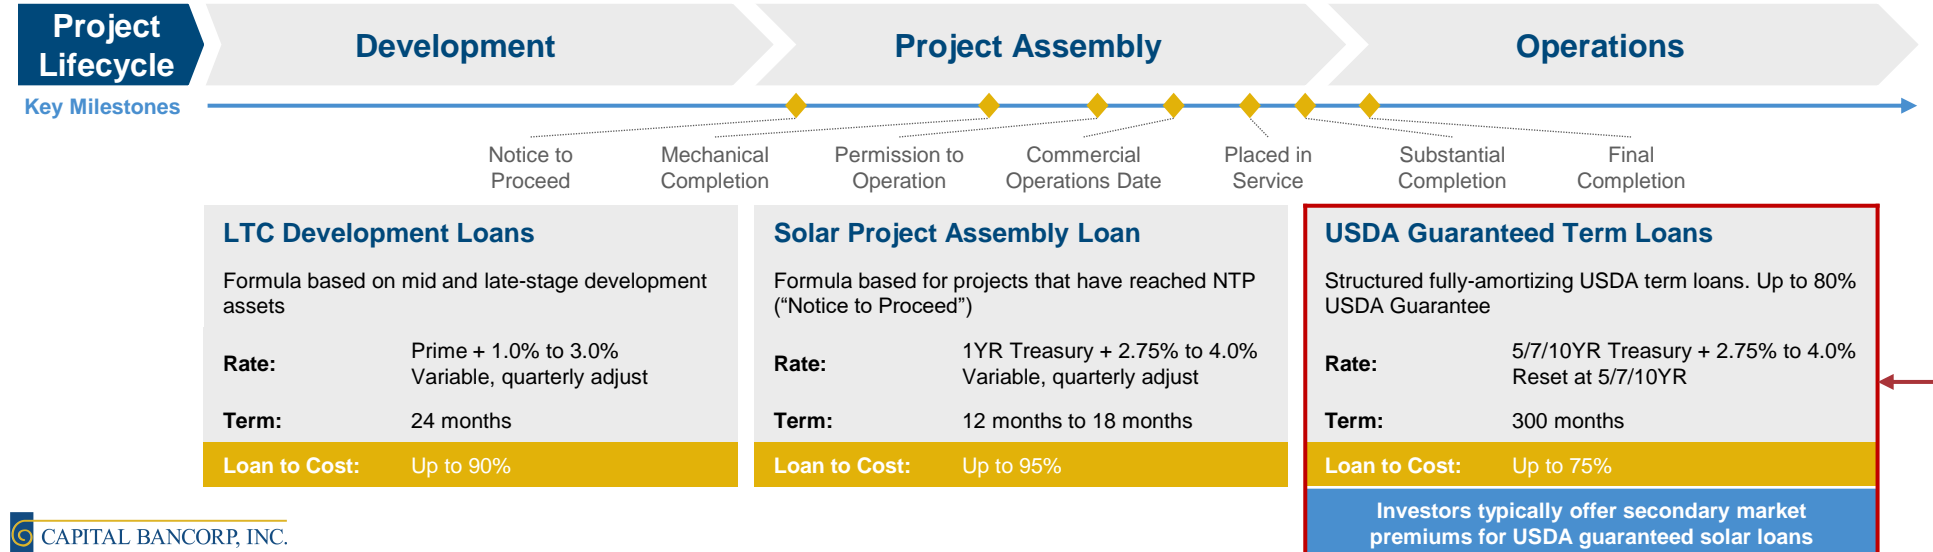 Project
Lifecycle
Development
Project Assembly
Operations
Key Milestones
Notice to
Proceed
Mechanical
Completion
Permission to
Operation
Commercial
Operations Date
Placed in
Service
Substantial
Completion
Final
Completion
LTC Development Loans
Formula based on mid and late-stage development
assets
Rate:
Prime + 1.0% to 3.0%
Variable, quarterly adjust
Term:
24 months
Loan to Cost:
Up to 90%
Solar Project Assembly Loan
Formula based for projects that have reached NTP
(“Notice to Proceed”)
Rate:
1YR Treasury + 2.75% to 4.0%
Variable, quarterly adjust
Term:
12 months to 18 months
Loan to Cost:
Up to 95%
USDA Guaranteed Term Loans
Structured fully-amortizing USDA term loans. Up to 80%
USDA Guarantee
Rate:
5/7/10YR Treasury + 2.75% to 4.0%
Reset at 5/7/10YR
Term:
300 months
Loan to Cost:
Up to 75%
Investors typically offer secondary market
premiums for USDA guaranteed solar loans
CAPITAL BANCORP, INC.